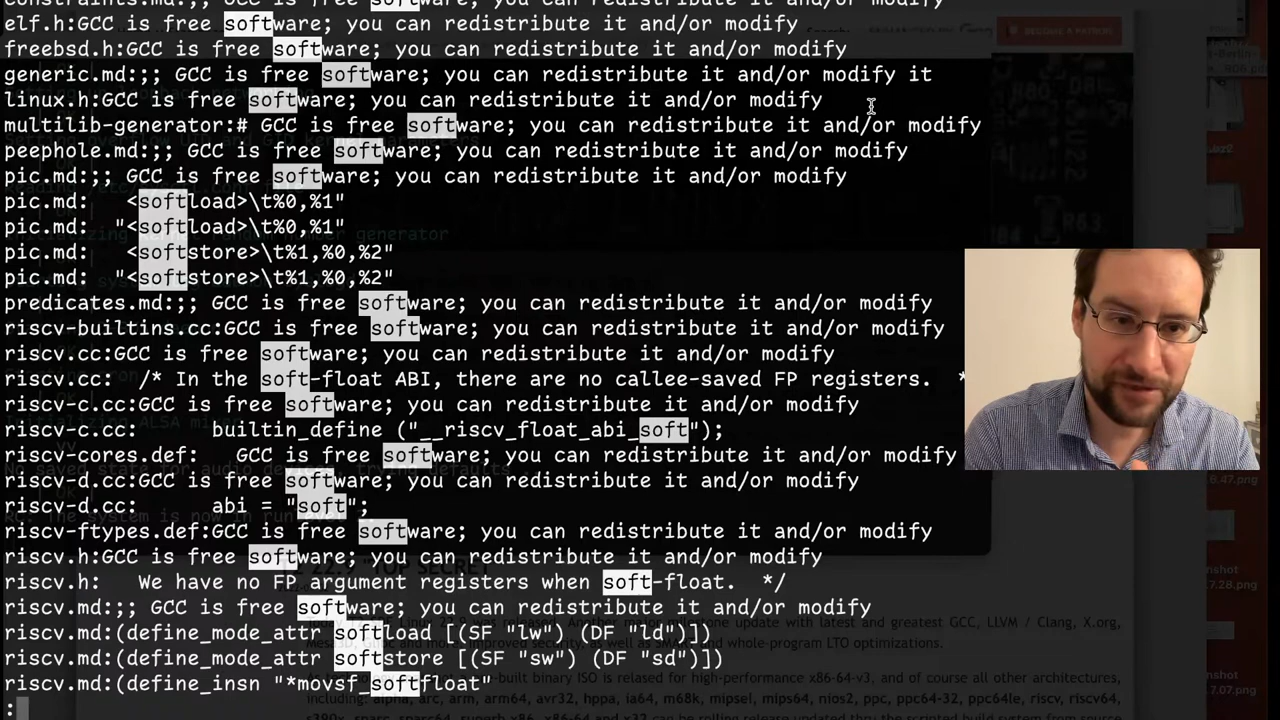 constraints.md:;; GCC is free software; you can redistribute it and/or modify
elf.h:GCC is free software; you can redistribute it and/or modify
freebsd.h:GCC is free software; you can redistribute it and/or modify
generic.md:;; GCC is free software; you can redistribute it and/or modify it
linux.h:GCC is free software; you can redistribute it and/or modify
multilib-generator:# GCC is free software; you can redistribute it and/or modify
peephole.md:;; GCC is free software; you can redistribute it and/or modify
pic.md:;; GCC is free software; you can redistribute it and/or modify
pic.md:   <softload>\t%0,%1"
pic.md:  "<softload>\t%0,%1"
pic.md:   <softstore>\t%1,%0,%2"
pic.md:  "<softstore>\t%1,%0,%2"
predicates.md:;; GCC is free software; you can redistribute it and/or modify
riscv-builtins.cc:GCC is free software; you can redistribute it and/or modify
riscv.cc:GCC is free software; you can redistribute it and/or modify
riscv.cc:  /* In the soft-float ABI, there are no callee-saved FP registers.  *
riscv-c.cc:GCC is free software; you can redistribute it and/or modify
riscv-c.cc:      builtin_define ("__riscv_float_abi_soft");
riscv-cores.def:   GCC is free software; you can redistribute it and/or modify
riscv-d.cc:GCC is free software; you can redistribute it and/or modify
riscv-d.cc:      abi = "soft";
riscv-ftypes.def:GCC is free software; you can redistribute it and/or modify
riscv.h:GCC is free software; you can redistribute it and/or modify
riscv.h:   We have no FP argument registers when soft-float.  */
riscv.md:;; GCC is free software; you can redistribute it and/or modify
riscv.md:(define_mode_attr softload [(SF "lw") (DF "ld")])
riscv.md:(define_mode_attr softstore [(SF "sw") (DF "sd")])
riscv.md:(define_insn "*movsf_softfloat"
: